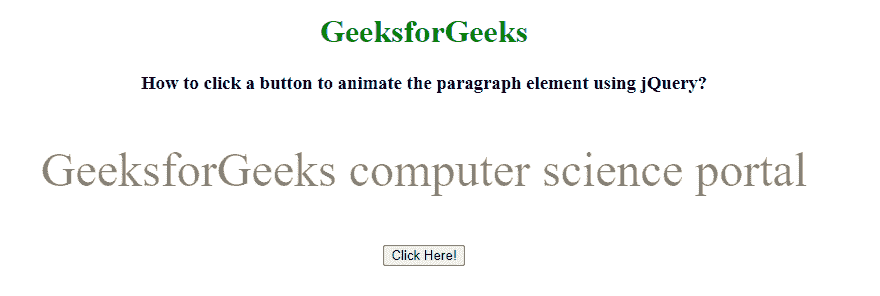 GeeksforGeeks
How to click a button to animate the paragraph element using jQuery?
GeeksforGeeks computer science portal
Click Here!